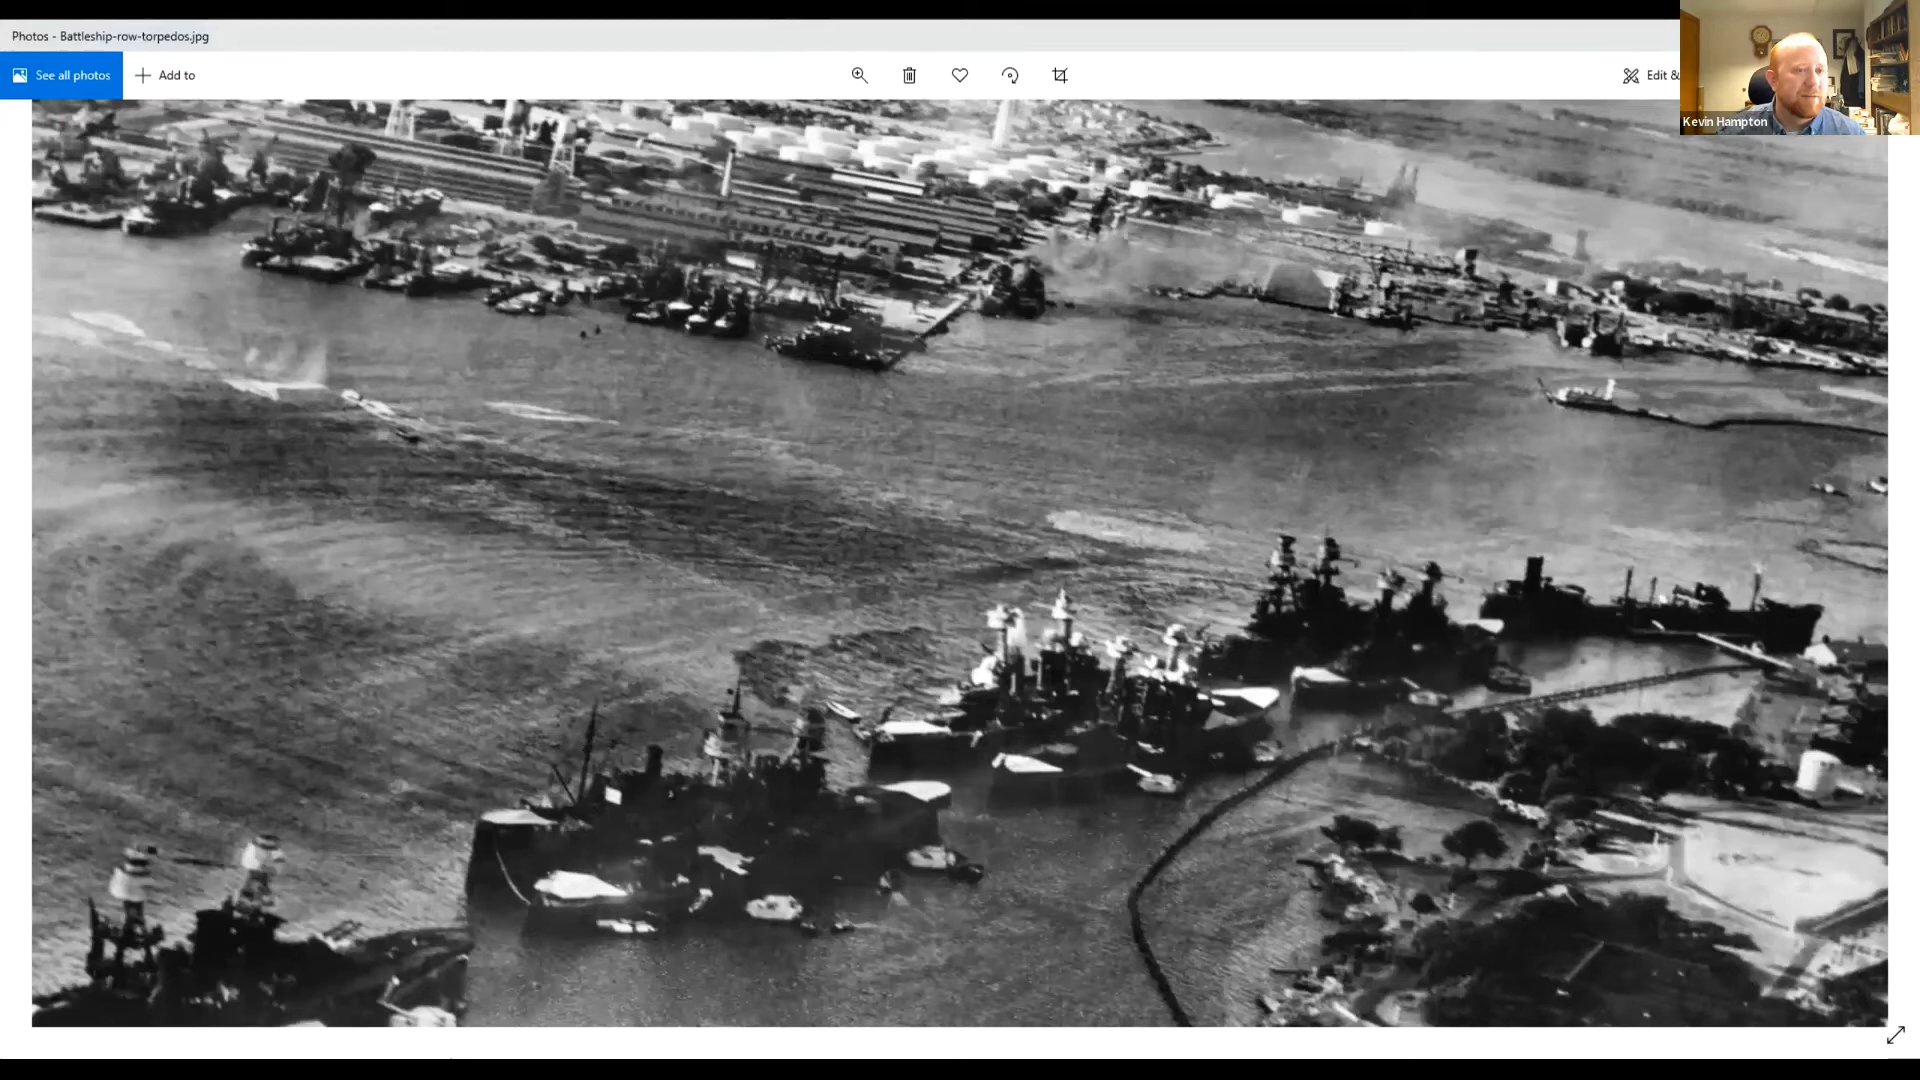 Photos - Battleship-row-torpedos.jpg
See all photos
Add to
Edit &
Kevin Hampton